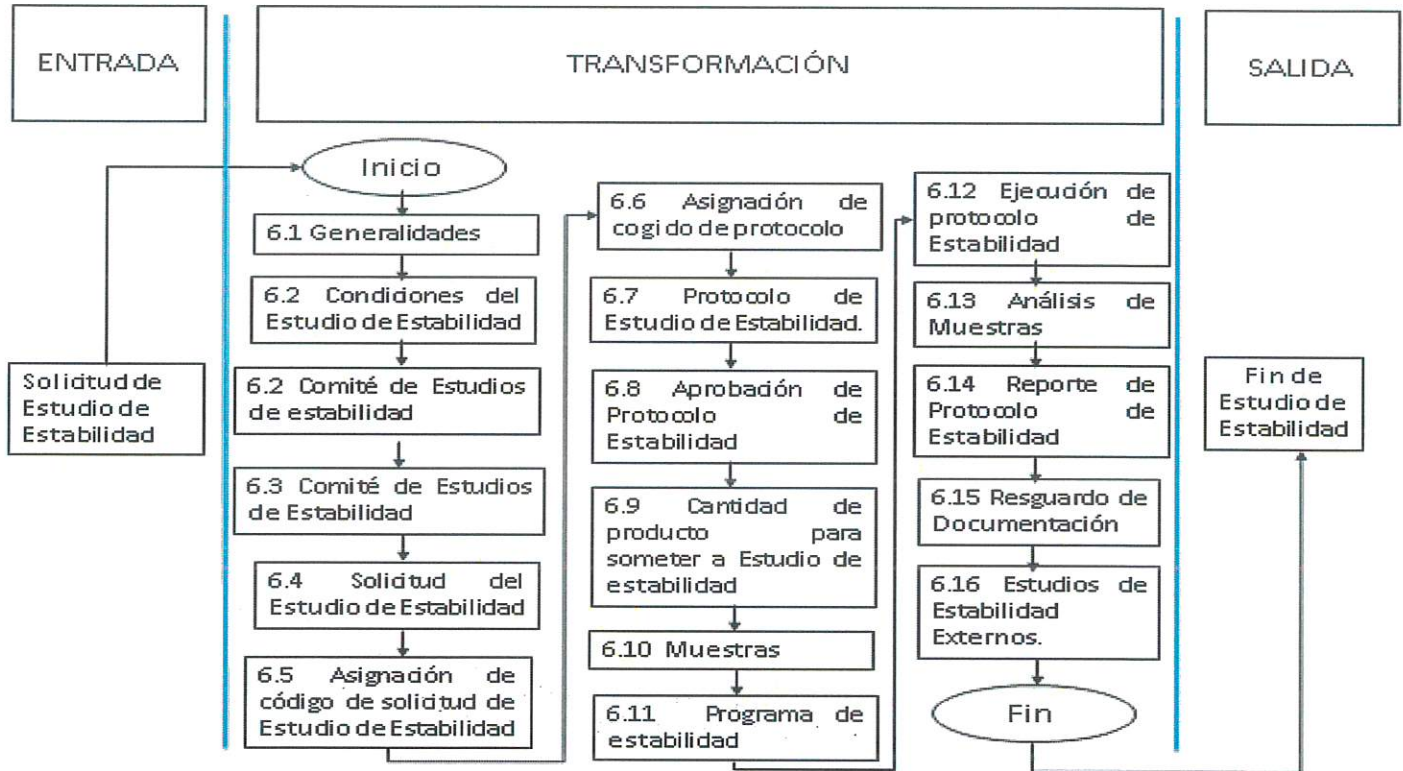 ENTRADA
TRANSFORMACIÓN
SALIDA
Solicitud de
Estudio de
Estabilidad
Inicio
6.1 Generalidades
6.2 Condiciones del
Estudio de Estabilidad
6.2 Comité de Estudios
de estabilidad
6.3 Comité de Estudios
de Estabilidad
6.4 Solicitud del
Estudio de Estabilidad
6.5 Asignación de
código de solicitud de
Estudio de Estabilidad
6.6 Asignación de
cogido de protocolo
6.7 Protocolo de
Estudio de Estabilidad.
6.8 Aprobación de
Protocolo de
Estabilidad
6.9 Cantidad de
producto para
someter a Estudio de
estabilidad
6.10 Muestras
6.11 Programa de
estabilidad
6.12 Ejecución de
protocolo de
Estabilidad
6.13 Análisis de
Muestras
6.14 Reporte de
Protocolo de
Estabilidad
6.15 Resguardo de
Documentación
6.16 Estudios de
Estabilidad
Externos.
Fin
Fin de
Estudio de
Estabilidad